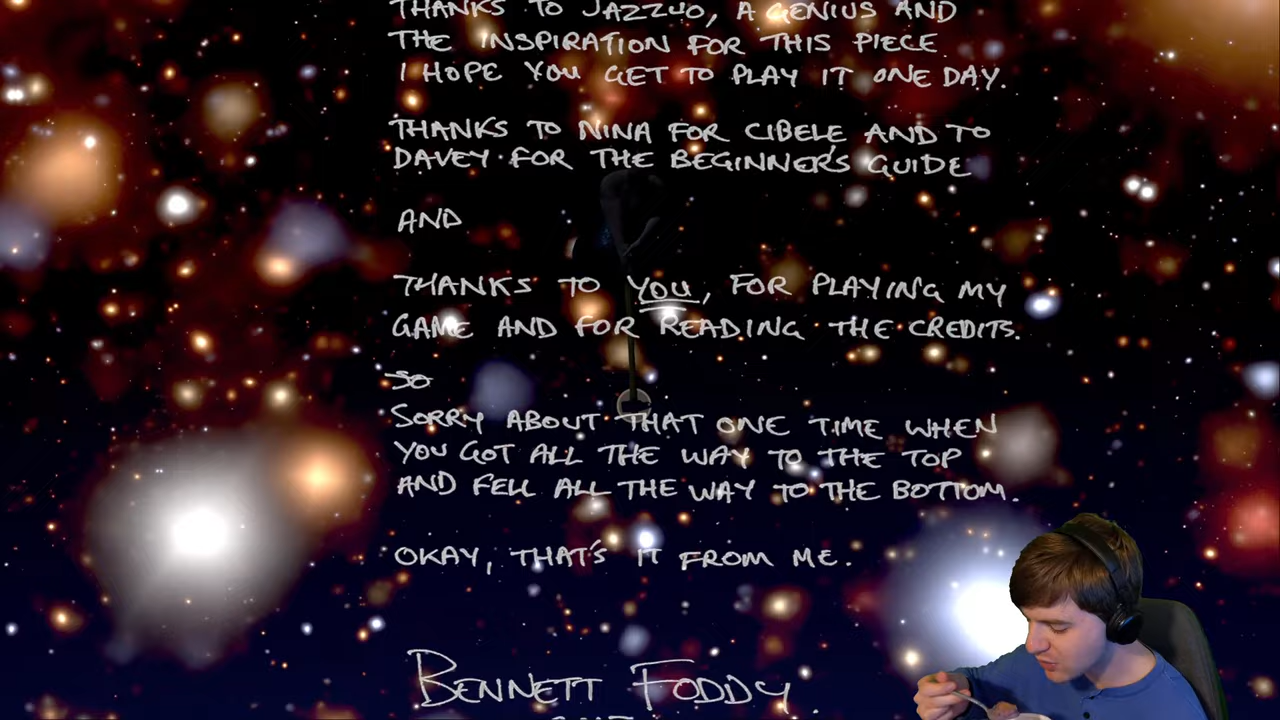 THANKS TO JAZZUO, A GENIUS AND
THE INSPIRATION FOR THIS PIECE
I HOPE YOU GET TO PLAY IT ONE DAY.
THANKS TO NINA FOR CIBELE AND TO
DAVEY FOR THE BEGINNER'S GUIDE
AND
THANKS TO YOU, FOR PLAYING MY
GAME AND FOR READING THE CREDITS.
SO
SORRY ABOUT THAT ONE TIME WHEN
YOU GOT ALL THE WAY TO THE TOP
AND FELL ALL THE WAY TO THE BOTTOM.
OKAY, THAT'S IT FROM ME.
BENNETT FODDY